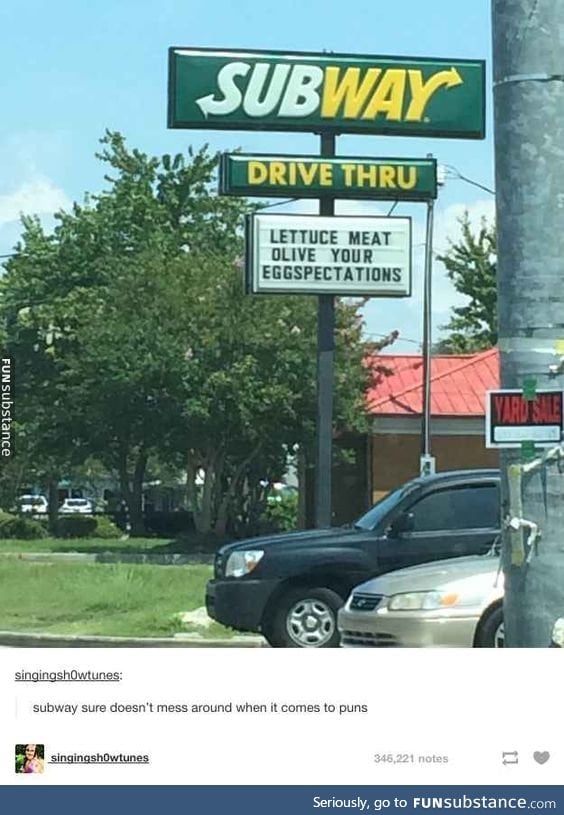 SUBWAY
DRIVE THRU
LETTUCE MEAT
OLIVE YOUR
EGGSPECTATIONS
YARD SALE
FUNsubstance
singingsh0wtunes:
subway sure doesn't mess around when it comes to puns
singingsh0wtunes
346,221 notes
Seriously, go to FUNsubstance.com